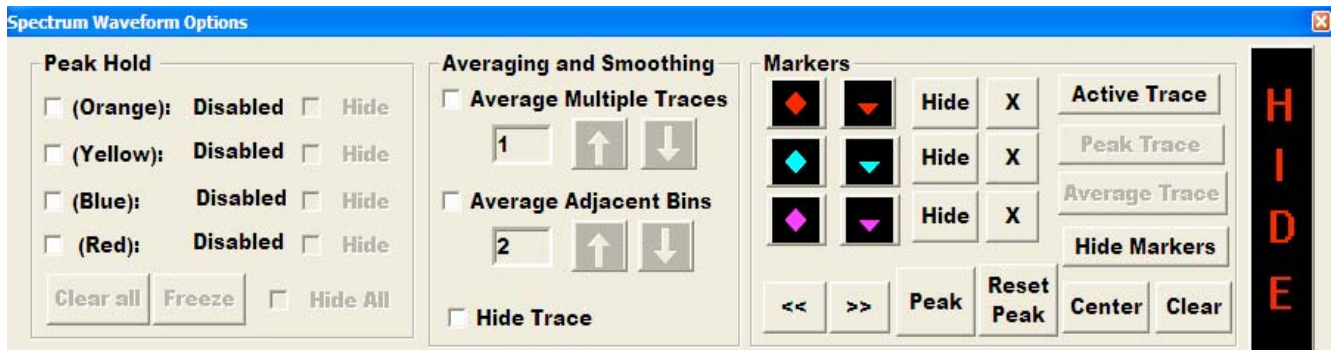 Spectrum Waveform Options
Peak Hold
(Orange): Disabled Hide
(Yellow): Disabled Hide
(Blue): Disabled Hide
(Red): Disabled Hide
Clear all Freeze Hide All
Averaging and Smoothing
Average Multiple Traces
1
Average Adjacent Bins
2
Hide Trace
Markers
Hide X
Hide X
Hide X
<< >> Peak Reset Peak
Active Trace
Peak Trace
Average Trace
Hide Markers
Center Clear
HIDE